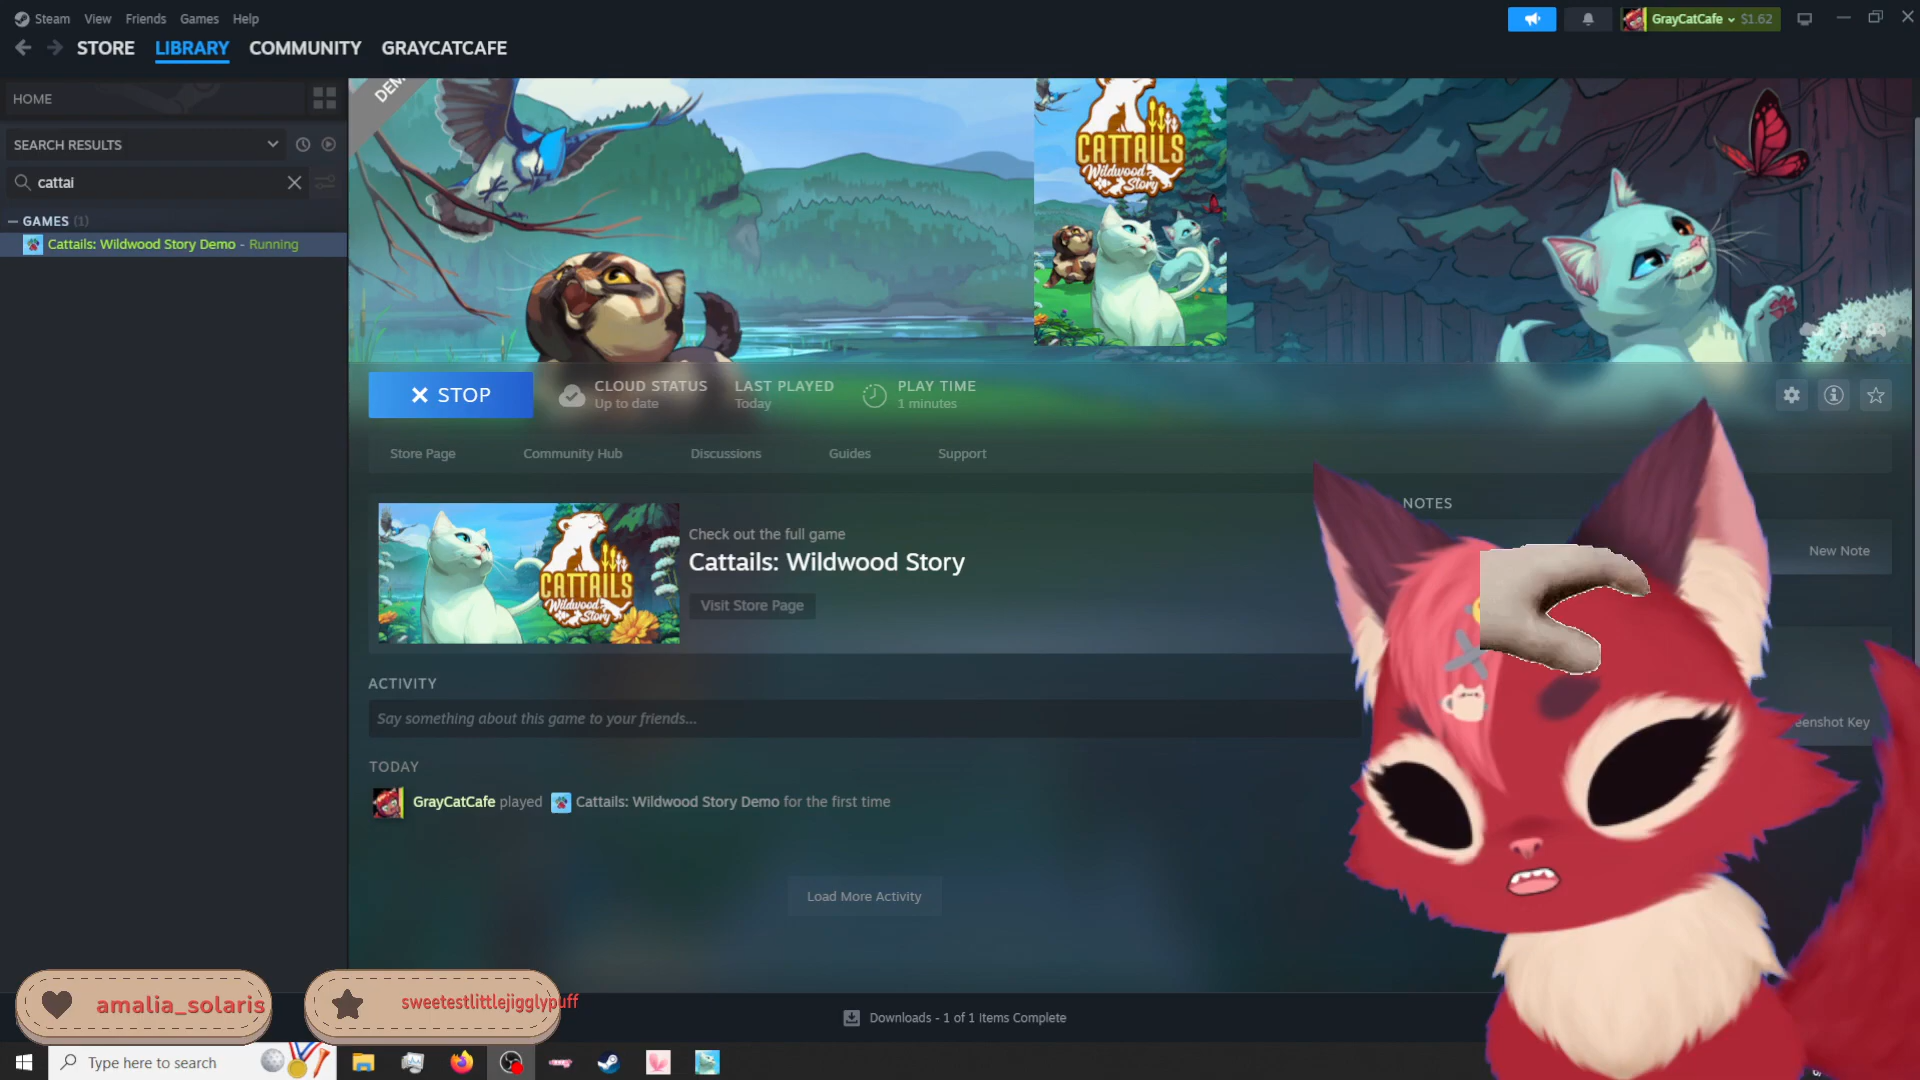 Steam View Friends Games Help
GrayCatCafe $1.62
STORE LIBRARY COMMUNITY GRAYCATCAFE
HOME
SEARCH RESULTS
cattai
GAMES (1)
Cattails: Wildwood Story Demo - Running
CATTAILS
Wildwood
Story
STOP
CLOUD STATUS
Up to date
LAST PLAYED
Today
PLAY TIME
1 minutes
Store Page Community Hub Discussions Guides Support
CATTAILS
Wildwood
Story
Check out the full game
Cattails: Wildwood Story
Visit Store Page
NOTES
New Note
Key
ACTIVITY
Say something about this game to your friends...
TODAY
GrayCatCafe played Cattails: Wildwood Story Demo for the first time
Load More Activity
amalia_solaris
sweetestlittlejigglypuff
Downloads - 1 of 1 Items Complete
Type here to search